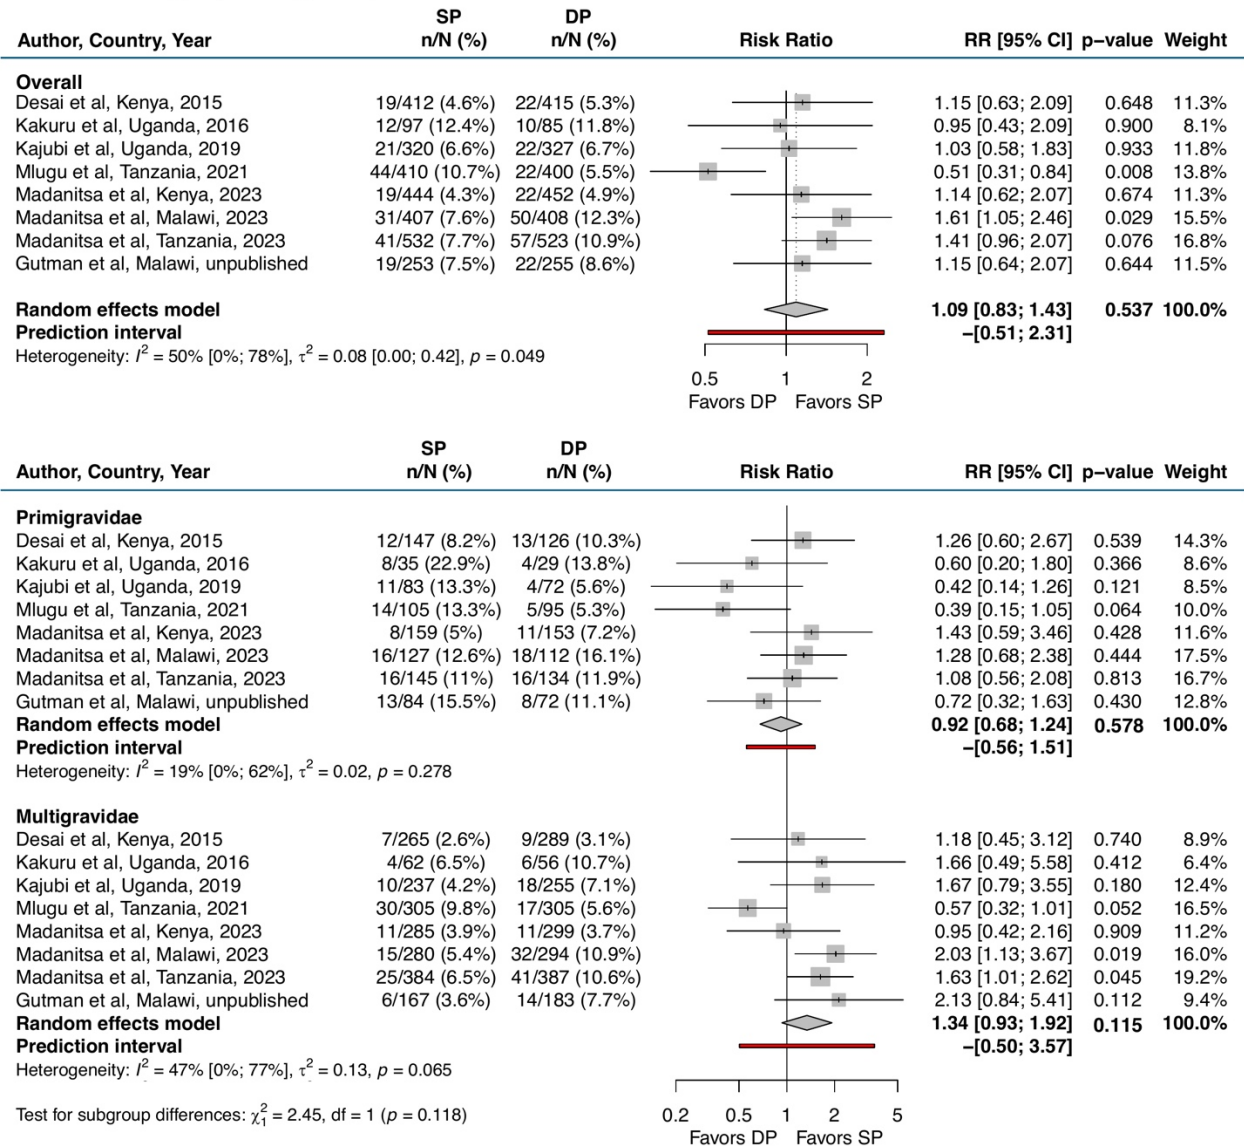 SP DP
Author, Country, Year n/N (%) n/N (%) Risk Ratio RR [95% CI] p−value Weight
Overall
Desai et al, Kenya, 2015 19/412 (4.6%) 22/415 (5.3%) 1.15 [0.63; 2.09] 0.648 11.3%
Kakuru et al, Uganda, 2016 12/97 (12.4%) 10/85 (11.8%) 0.95 [0.43; 2.09] 0.900 8.1%
Kajubi et al, Uganda, 2019 21/320 (6.6%) 22/327 (6.7%) 1.03 [0.58; 1.83] 0.933 11.8%
Mlugu et al, Tanzania, 2021 44/410 (10.7%) 22/400 (5.5%) 0.51 [0.31; 0.84] 0.008 13.8%
Madanitsa et al, Kenya, 2023 19/444 (4.3%) 22/452 (4.9%) 1.14 [0.62; 2.07] 0.674 11.3%
Madanitsa et al, Malawi, 2023 31/407 (7.6%) 50/408 (12.3%) 1.61 [1.05; 2.46] 0.029 15.5%
Madanitsa et al, Tanzania, 2023 41/532 (7.7%) 57/523 (10.9%) 1.41 [0.96; 2.07] 0.076 16.8%
Gutman et al, Malawi, unpublished 19/253 (7.5%) 22/255 (8.6%) 1.15 [0.64; 2.07] 0.644 11.5%
Random effects model 1.09 [0.83; 1.43] 0.537 100.0%
Prediction interval −[0.51; 2.31]
Heterogeneity: I² = 50% [0%; 78%], τ² = 0.08 [0.00; 0.42], p = 0.049
0.5 1 2
Favors DP Favors SP
SP DP
Author, Country, Year n/N (%) n/N (%) Risk Ratio RR [95% CI] p−value Weight
Primigravidae
Desai et al, Kenya, 2015 12/147 (8.2%) 13/126 (10.3%) 1.26 [0.60; 2.67] 0.539 14.3%
Kakuru et al, Uganda, 2016 8/35 (22.9%) 4/29 (13.8%) 0.60 [0.20; 1.80] 0.366 8.6%
Kajubi et al, Uganda, 2019 11/83 (13.3%) 4/72 (5.6%) 0.42 [0.14; 1.26] 0.121 8.5%
Mlugu et al, Tanzania, 2021 14/105 (13.3%) 5/95 (5.3%) 0.39 [0.15; 1.05] 0.064 10.0%
Madanitsa et al, Kenya, 2023 8/159 (5%) 11/153 (7.2%) 1.43 [0.59; 3.46] 0.428 11.6%
Madanitsa et al, Malawi, 2023 16/127 (12.6%) 18/112 (16.1%) 1.28 [0.68; 2.38] 0.444 17.5%
Madanitsa et al, Tanzania, 2023 16/145 (11%) 16/134 (11.9%) 1.08 [0.56; 2.08] 0.813 16.7%
Gutman et al, Malawi, unpublished 13/84 (15.5%) 8/72 (11.1%) 0.72 [0.32; 1.63] 0.430 12.8%
Random effects model 0.92 [0.68; 1.24] 0.578 100.0%
Prediction interval −[0.56; 1.51]
Heterogeneity: I² = 19% [0%; 62%], τ² = 0.02, p = 0.278
Multigravidae
Desai et al, Kenya, 2015 7/265 (2.6%) 9/289 (3.1%) 1.18 [0.45; 3.12] 0.740 8.9%
Kakuru et al, Uganda, 2016 4/62 (6.5%) 6/56 (10.7%) 1.66 [0.49; 5.58] 0.412 6.4%
Kajubi et al, Uganda, 2019 10/237 (4.2%) 18/255 (7.1%) 1.67 [0.79; 3.55] 0.180 12.4%
Mlugu et al, Tanzania, 2021 30/305 (9.8%) 17/305 (5.6%) 0.57 [0.32; 1.01] 0.052 16.5%
Madanitsa et al, Kenya, 2023 11/285 (3.9%) 11/299 (3.7%) 0.95 [0.42; 2.16] 0.909 11.2%
Madanitsa et al, Malawi, 2023 15/280 (5.4%) 32/294 (10.9%) 2.03 [1.13; 3.67] 0.019 16.0%
Madanitsa et al, Tanzania, 2023 25/384 (6.5%) 41/387 (10.6%) 1.63 [1.01; 2.62] 0.045 19.2%
Gutman et al, Malawi, unpublished 6/167 (3.6%) 14/183 (7.7%) 2.13 [0.84; 5.41] 0.112 9.4%
Random effects model 1.34 [0.93; 1.92] 0.115 100.0%
Prediction interval −[0.50; 3.57]
Heterogeneity: I² = 47% [0%; 77%], τ² = 0.13, p = 0.065
0.2 0.5 1 2 5
Test for subgroup differences: χ²₁ = 2.45, df = 1 (p = 0.118)
Favors DP Favors SP